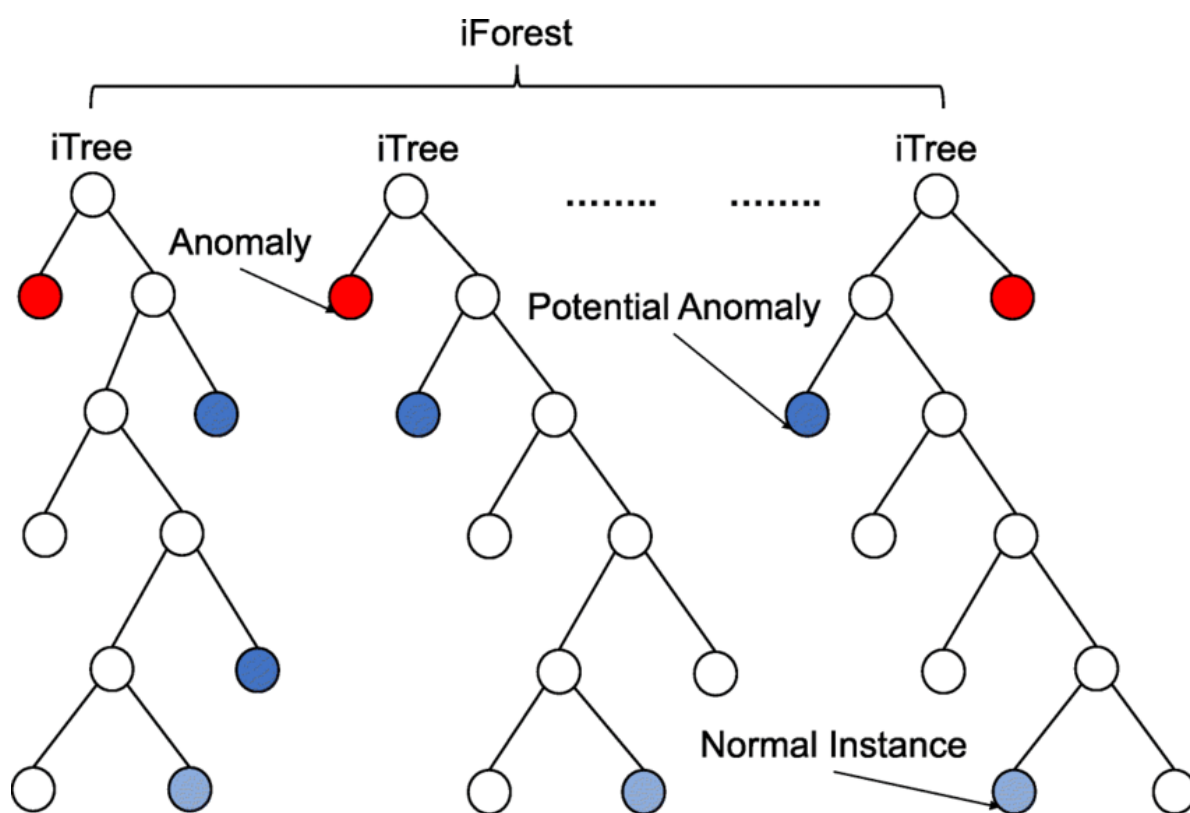 iForest
iTree iTree iTree
........ ........
Anomaly
Potential Anomaly
Normal Instance